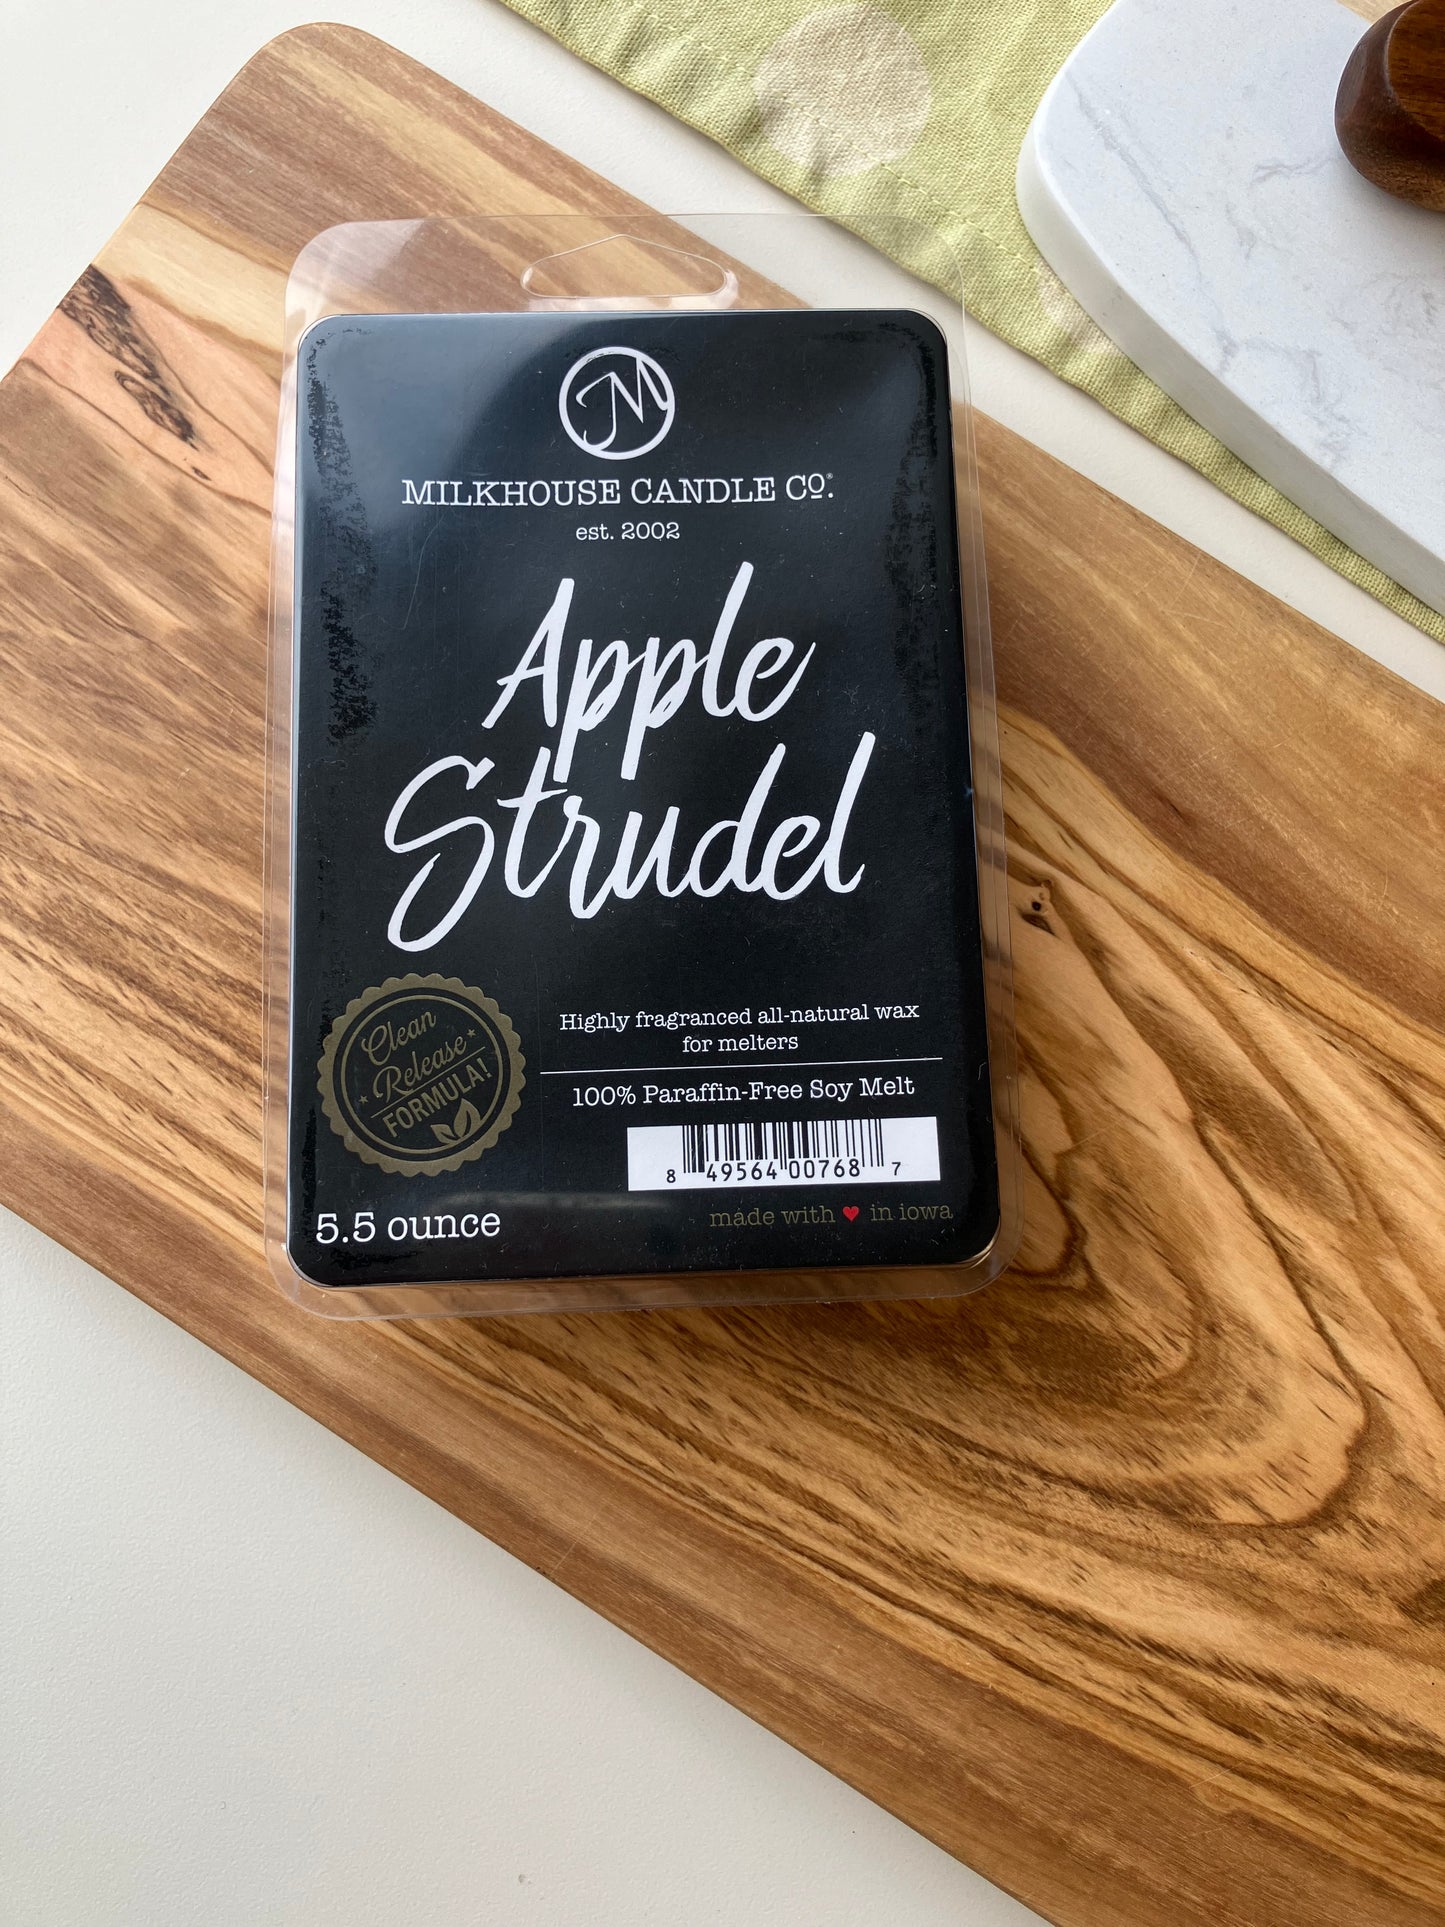 M
MILKHOUSE CANDLE Co.®
est. 2002
Apple
Strudel
Clean
Release
FORMULA!
Highly fragranced all-natural wax
for melters
100% Paraffin-Free Soy Melt
8 49564 00768 7
5.5 ounce
made with ♥ in iowa